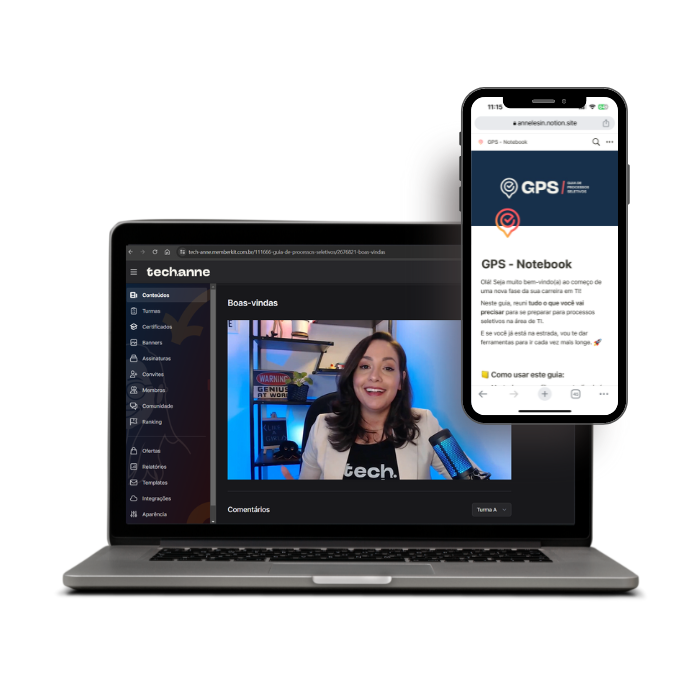 tech-anne.memberkit.com.br/111666-guia-de-processos-seletivos/2676821-boas-vindas
techanne
Conteúdos
Turmas
Certificados
Banners
Assinaturas
Convites
Membros
Comunidade
Ranking
Ofertas
Relatórios
Templates
Integrações
Aparência
Boas-vindas
WARNING
GENIUS
AT WORK
tech.
Comentários
Turma A
11:15
annelesin.notion.site
GPS - Notebook
GPS
GUIA DE
PROCESSOS
SELETIVOS
GPS - Notebook
Olá! Seja muito bem-vindo(a) ao começo de
uma nova fase da sua carreira em TI!
Neste guia, reuni tudo o que você vai
precisar para se preparar para processos
seletivos na área de TI.
E se você já está na estrada, vou te dar
ferramentas para ir cada vez mais longe. 🚀
Como usar este guia: